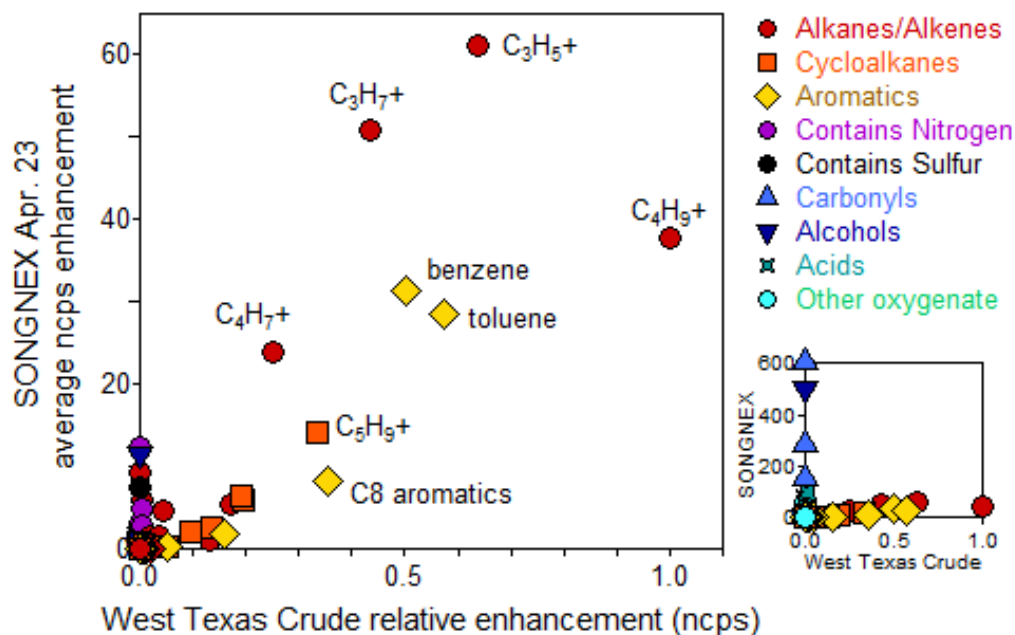 SONGNEX Apr. 23
average ncps enhancement
60
40
20
0
0.0
0.5
1.0
West Texas Crude relative enhancement (ncps)
C₃H₅+
C₃H₇+
C₄H₉+
benzene
toluene
C₄H₇+
C₅H₉+
C8 aromatics
Alkanes/Alkenes
Cycloalkanes
Aromatics
Contains Nitrogen
Contains Sulfur
Carbonyls
Alcohols
Acids
Other oxygenate
SONGNEX
600
400
200
0
0.0
0.5
1.0
West Texas Crude